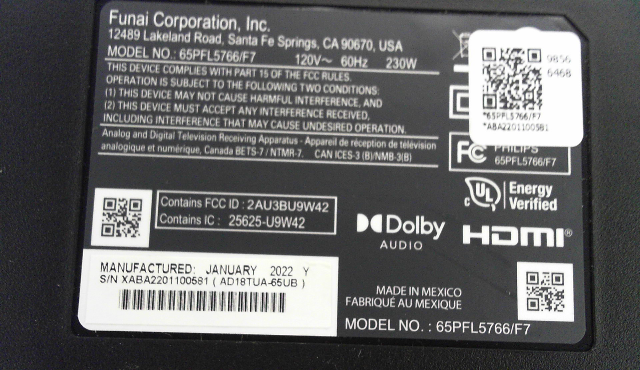 Funai Corporation, Inc.
12489 Lakeland Road, Santa Fe Springs, CA 90670, USA
MODEL NO. : 65PFL5766/F7 120V~ 60Hz 230W
THIS DEVICE COMPLIES WITH PART 15 OF THE FCC RULES.
OPERATION IS SUBJECT TO THE FOLLOWING TWO CONDITIONS:
(1) THIS DEVICE MAY NOT CAUSE HARMFUL INTERFERENCE, AND
(2) THIS DEVICE MUST ACCEPT ANY INTERFERENCE RECEIVED,
INCLUDING INTERFERENCE THAT MAY CAUSE UNDESIRED OPERATION.
Analog and Digital Television Receiving Apparatus - Appareil de réception de télévision
analogique et numérique, Canada BETS-7 / NTMR-7. CAN ICES-3 (B)/NMB-3(B)
9856
6468
*65PFL5766/F7
*ABA2201100581
FC PHILIPS
65PFL5766/F7
c UL Energy
Verified
Contains FCC ID : 2AU3BU9W42
Contains IC : 25625-U9W42
Dolby
AUDIO
HDMI®
MANUFACTURED: JANUARY 2022 Y
S/N XABA2201100581 ( AD18TUA-65UB )
MADE IN MEXICO
FABRIQUÉ AU MEXIQUE
MODEL NO. : 65PFL5766/F7